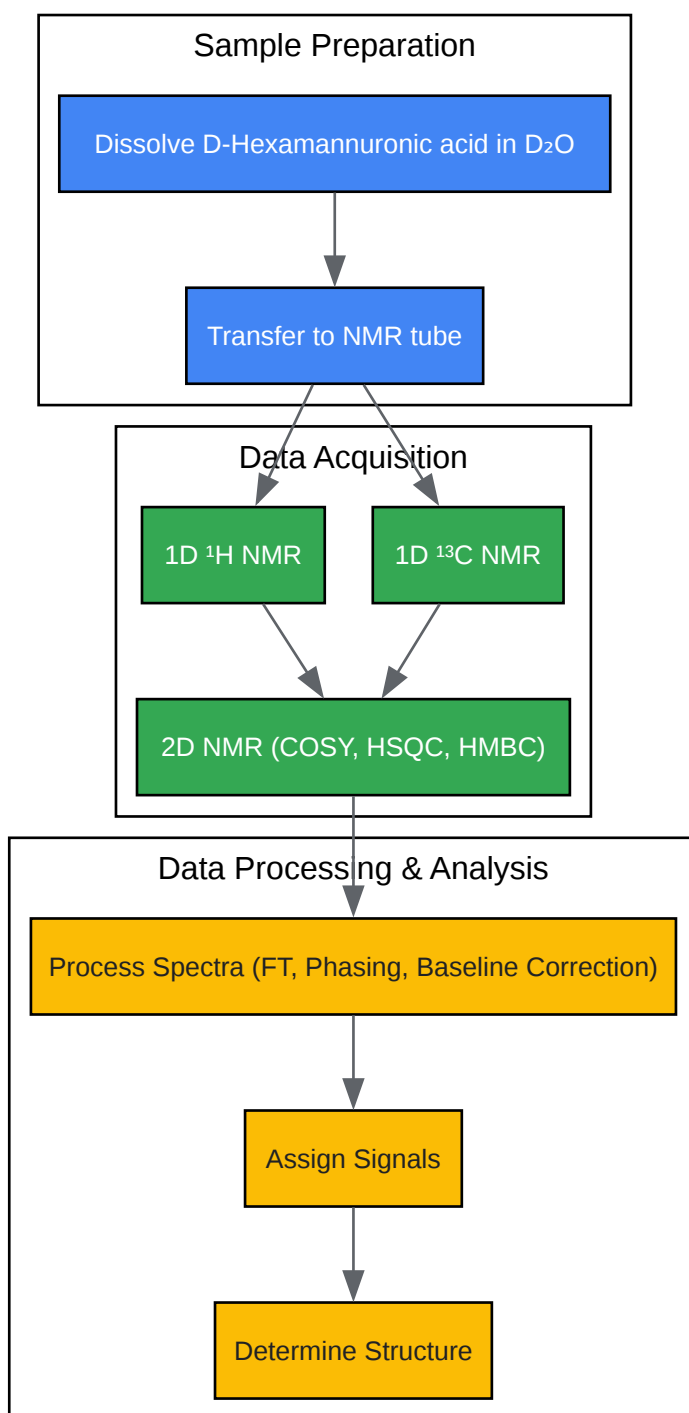 Sample Preparation
Dissolve D-Hexamannuronic acid in D₂O
Transfer to NMR tube
Data Acquisition
1D ¹H NMR
1D ¹³C NMR
2D NMR (COSY, HSQC, HMBC)
Data Processing & Analysis
Process Spectra (FT, Phasing, Baseline Correction)
Assign Signals
Determine Structure